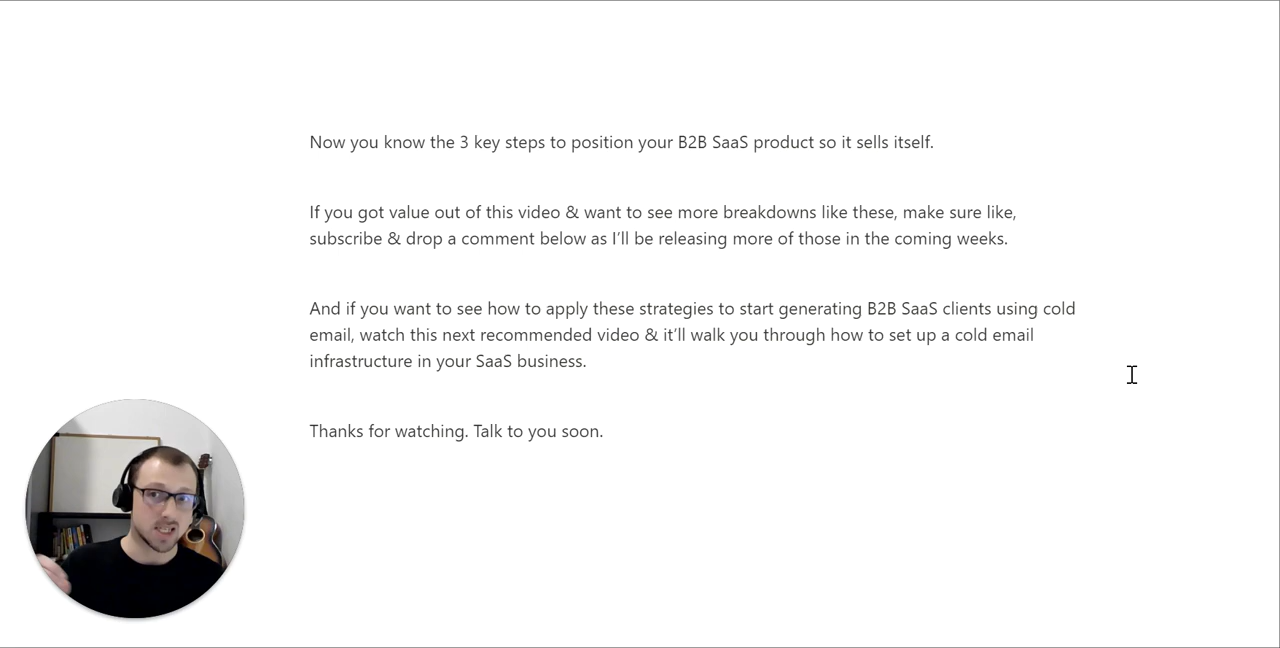 Now you know the 3 key steps to position your B2B SaaS product so it sells itself.
If you got value out of this video & want to see more breakdowns like these, make sure like,
subscribe & drop a comment below as I'll be releasing more of those in the coming weeks.
And if you want to see how to apply these strategies to start generating B2B SaaS clients using cold
email, watch this next recommended video & it'll walk you through how to set up a cold email
infrastructure in your SaaS business.
Thanks for watching. Talk to you soon.